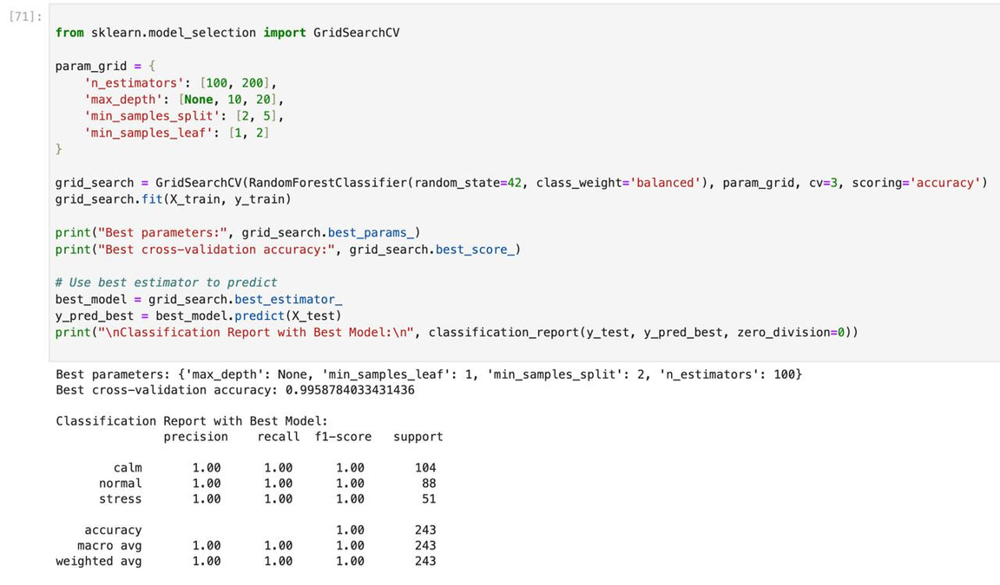 [71]:
from sklearn.model_selection import GridSearchCV
param_grid = {
    'n_estimators': [100, 200],
    'max_depth': [None, 10, 20],
    'min_samples_split': [2, 5],
    'min_samples_leaf': [1, 2]
}
grid_search = GridSearchCV(RandomForestClassifier(random_state=42, class_weight='balanced'), param_grid, cv=3, scoring='accuracy')
grid_search.fit(X_train, y_train)
print("Best parameters:", grid_search.best_params_)
print("Best cross-validation accuracy:", grid_search.best_score_)
# Use best estimator to predict
best_model = grid_search.best_estimator_
y_pred_best = best_model.predict(X_test)
print("\nClassification Report with Best Model:\n", classification_report(y_test, y_pred_best, zero_division=0))
Best parameters: {'max_depth': None, 'min_samples_leaf': 1, 'min_samples_split': 2, 'n_estimators': 100}
Best cross-validation accuracy: 0.9958784033431436
Classification Report with Best Model:
               precision    recall  f1-score   support
        calm       1.00      1.00      1.00       104
      normal       1.00      1.00      1.00        88
      stress       1.00      1.00      1.00        51
    accuracy                           1.00       243
   macro avg       1.00      1.00      1.00       243
weighted avg       1.00      1.00      1.00       243